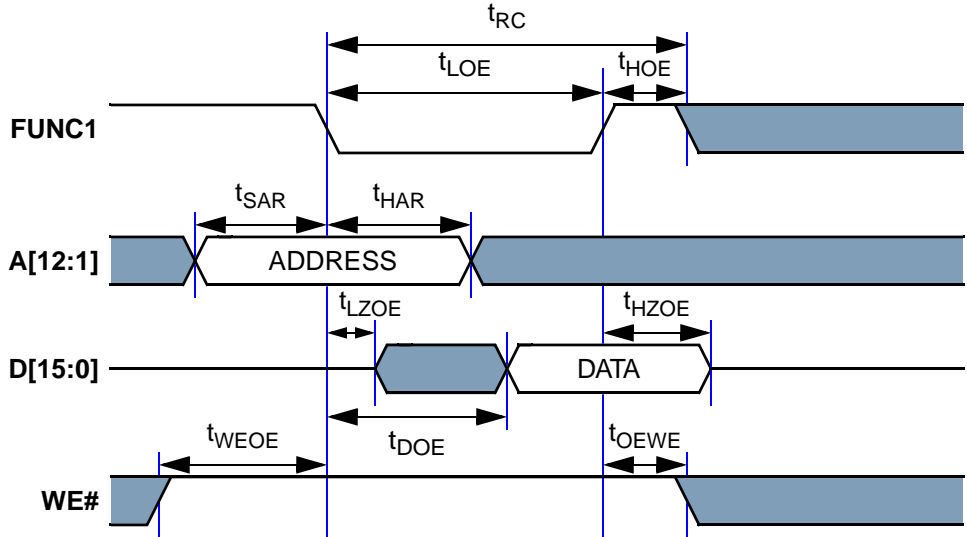 tRC
tLOE
tHOE
FUNC1
tSAR
tHAR
A[12:1]
ADDRESS
tLZOE
tHZOE
D[15:0]
DATA
tWEOE
tDOE
tOEWE
WE#